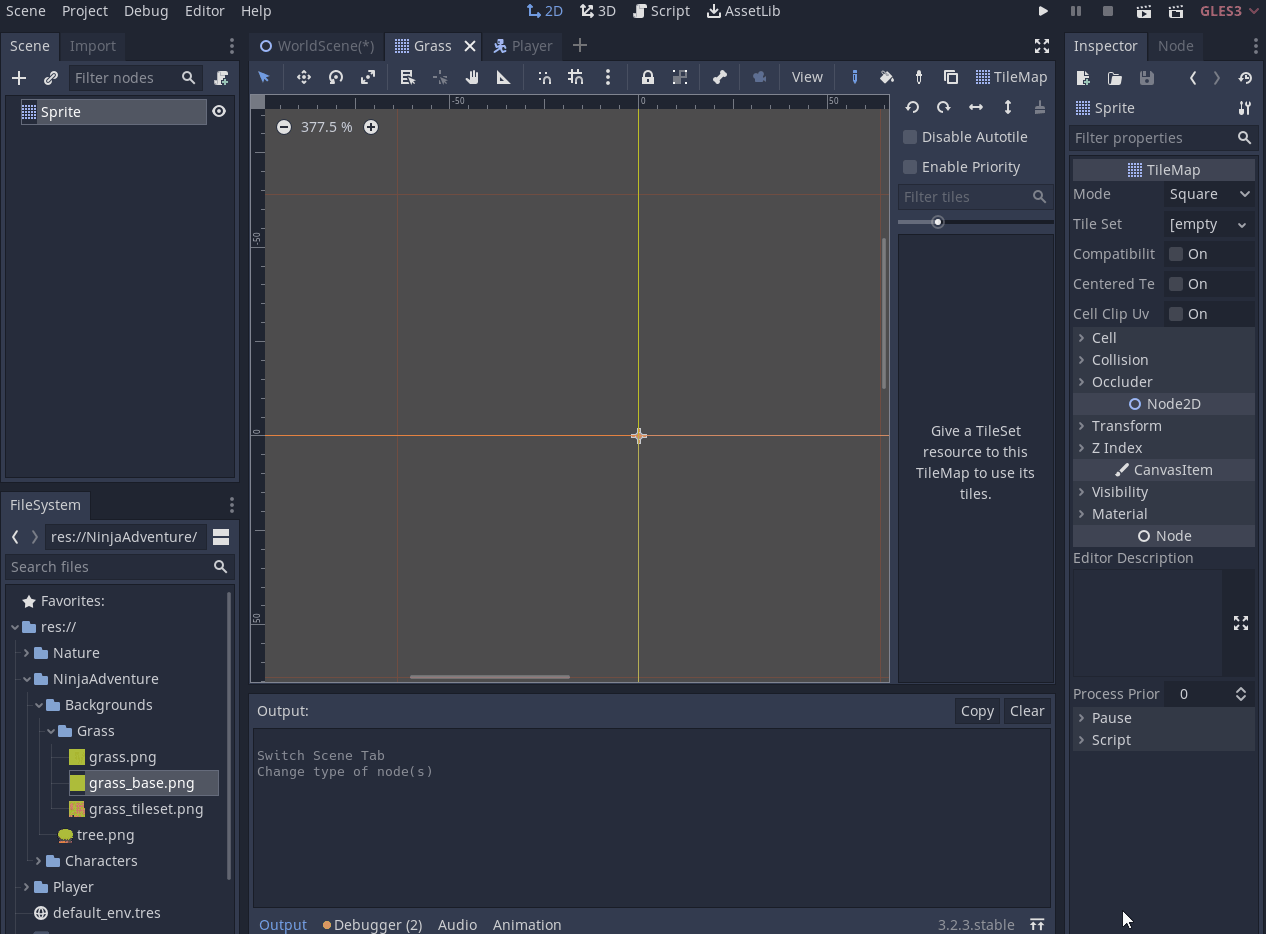 Scene Project Debug Editor Help 2D 3D Script AssetLib GLES3
Scene Import
Filter nodes
Sprite
FileSystem
res://NinjaAdventure/
Search files
Favorites:
res://
Nature
NinjaAdventure
Backgrounds
Grass
grass.png
grass_base.png
grass_tileset.png
tree.png
Characters
Player
default_env.tres
WorldScene(*) Grass Player
View TileMap
-50 0 50
-50
0
50
377.5 %
Disable Autotile
Enable Priority
Filter tiles
Give a TileSet
resource to this
TileMap to use its
tiles.
Output: Copy Clear
Switch Scene Tab
Change type of node(s)
Output Debugger (2) Audio Animation 3.2.3.stable
Inspector Node
Sprite
Filter properties
TileMap
Mode Square
Tile Set [empty
Compatibilit On
Centered Te On
Cell Clip Uv On
Cell
Collision
Occluder
Node2D
Transform
Z Index
CanvasItem
Visibility
Material
Node
Editor Description
Process Prior 0
Pause
Script